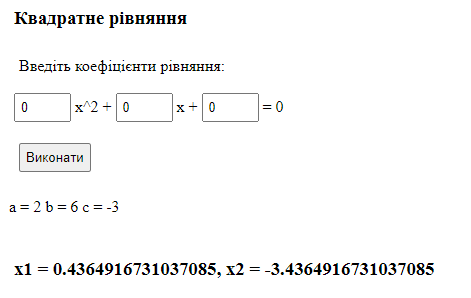 Квадратне рівняння
Введіть коефіцієнти рівняння:
0 x^2 + 0 x + 0 = 0
Виконати
a = 2 b = 6 c = -3
x1 = 0.4364916731037085, x2 = -3.4364916731037085